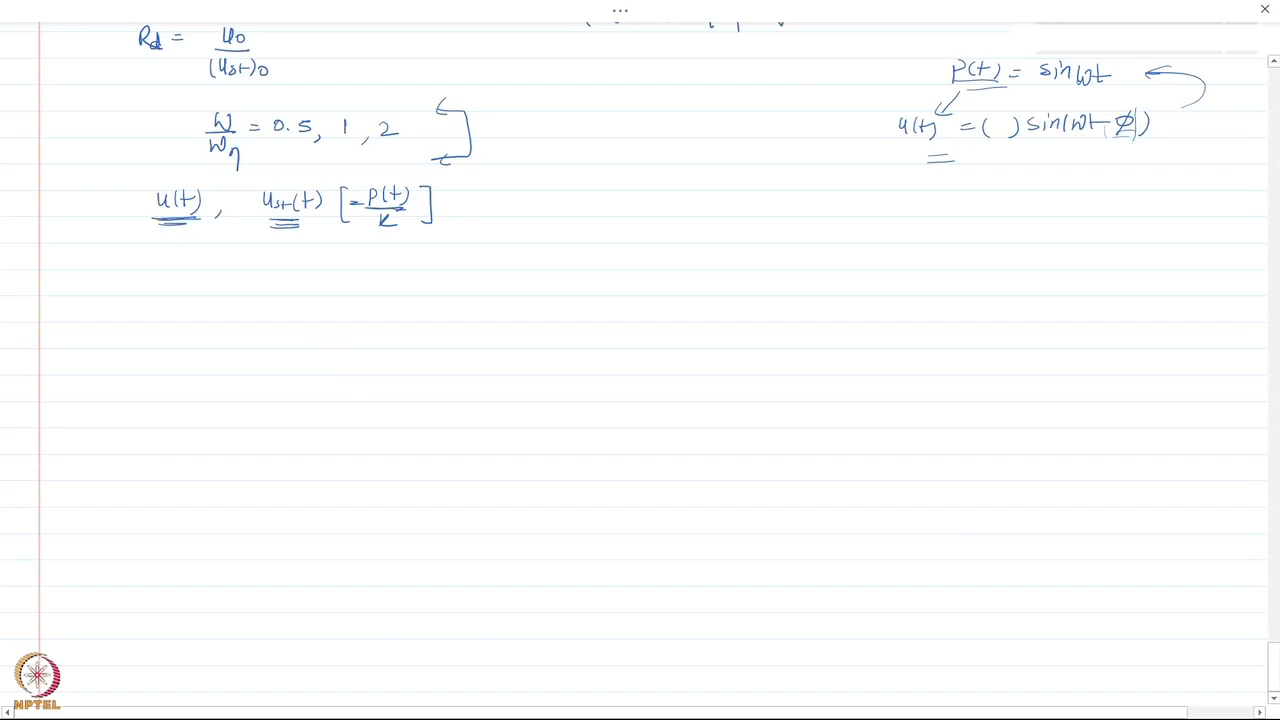 Rd = u0 / (ust)0
p(t) = sin ωt
ω/ωn = 0.5, 1, 2
u(t) = ( ) sin(ωt - φ)
u(t), ust(t) [= p(t)/k]
NPTEL